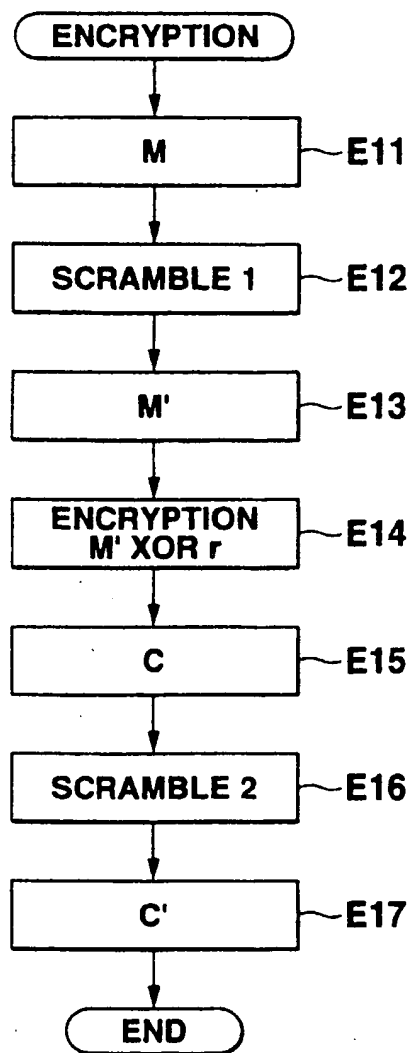 ENCRYPTION
M
E11
SCRAMBLE 1
E12
M'
E13
ENCRYPTION
M' XOR r
E14
C
E15
SCRAMBLE 2
E16
C'
E17
END